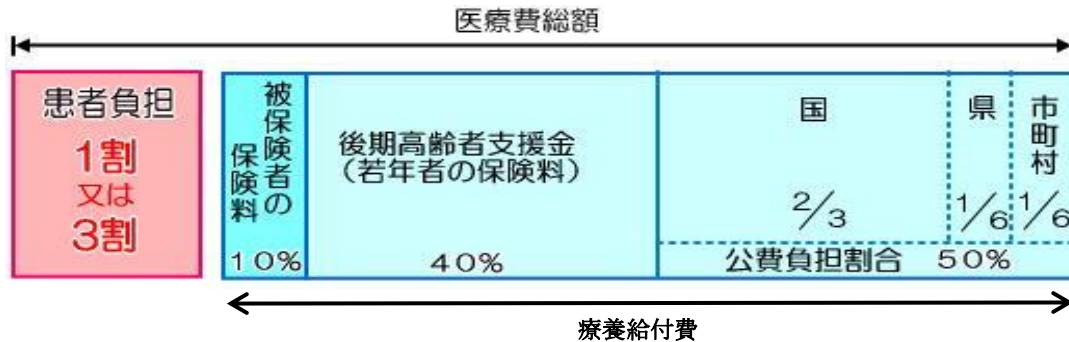 医療費総額
患者負担
1割
又は
3割
被保険者の
保険料
10%
後期高齢者支援金
(若年者の保険料)
40%
国
2/3
県
1/6
市町村
1/6
公費負担割合 50%
療養給付費